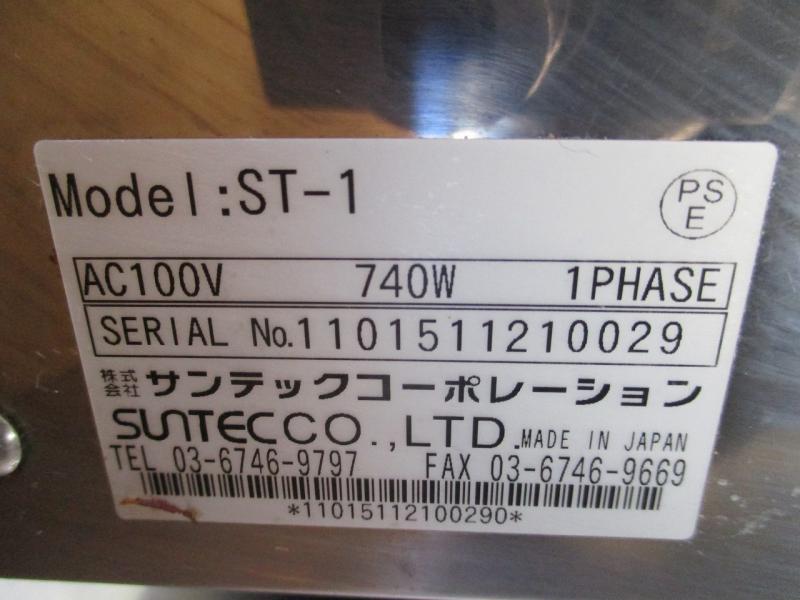 Model:ST-1
PS
E
AC100V 740W 1PHASE
SERIAL No.1101511210029
株式会社 サンテックコーポレーション
SUNTEC CO.,LTD. MADE IN JAPAN
TEL 03-6746-9797 FAX 03-6746-9669
*11015112100290*